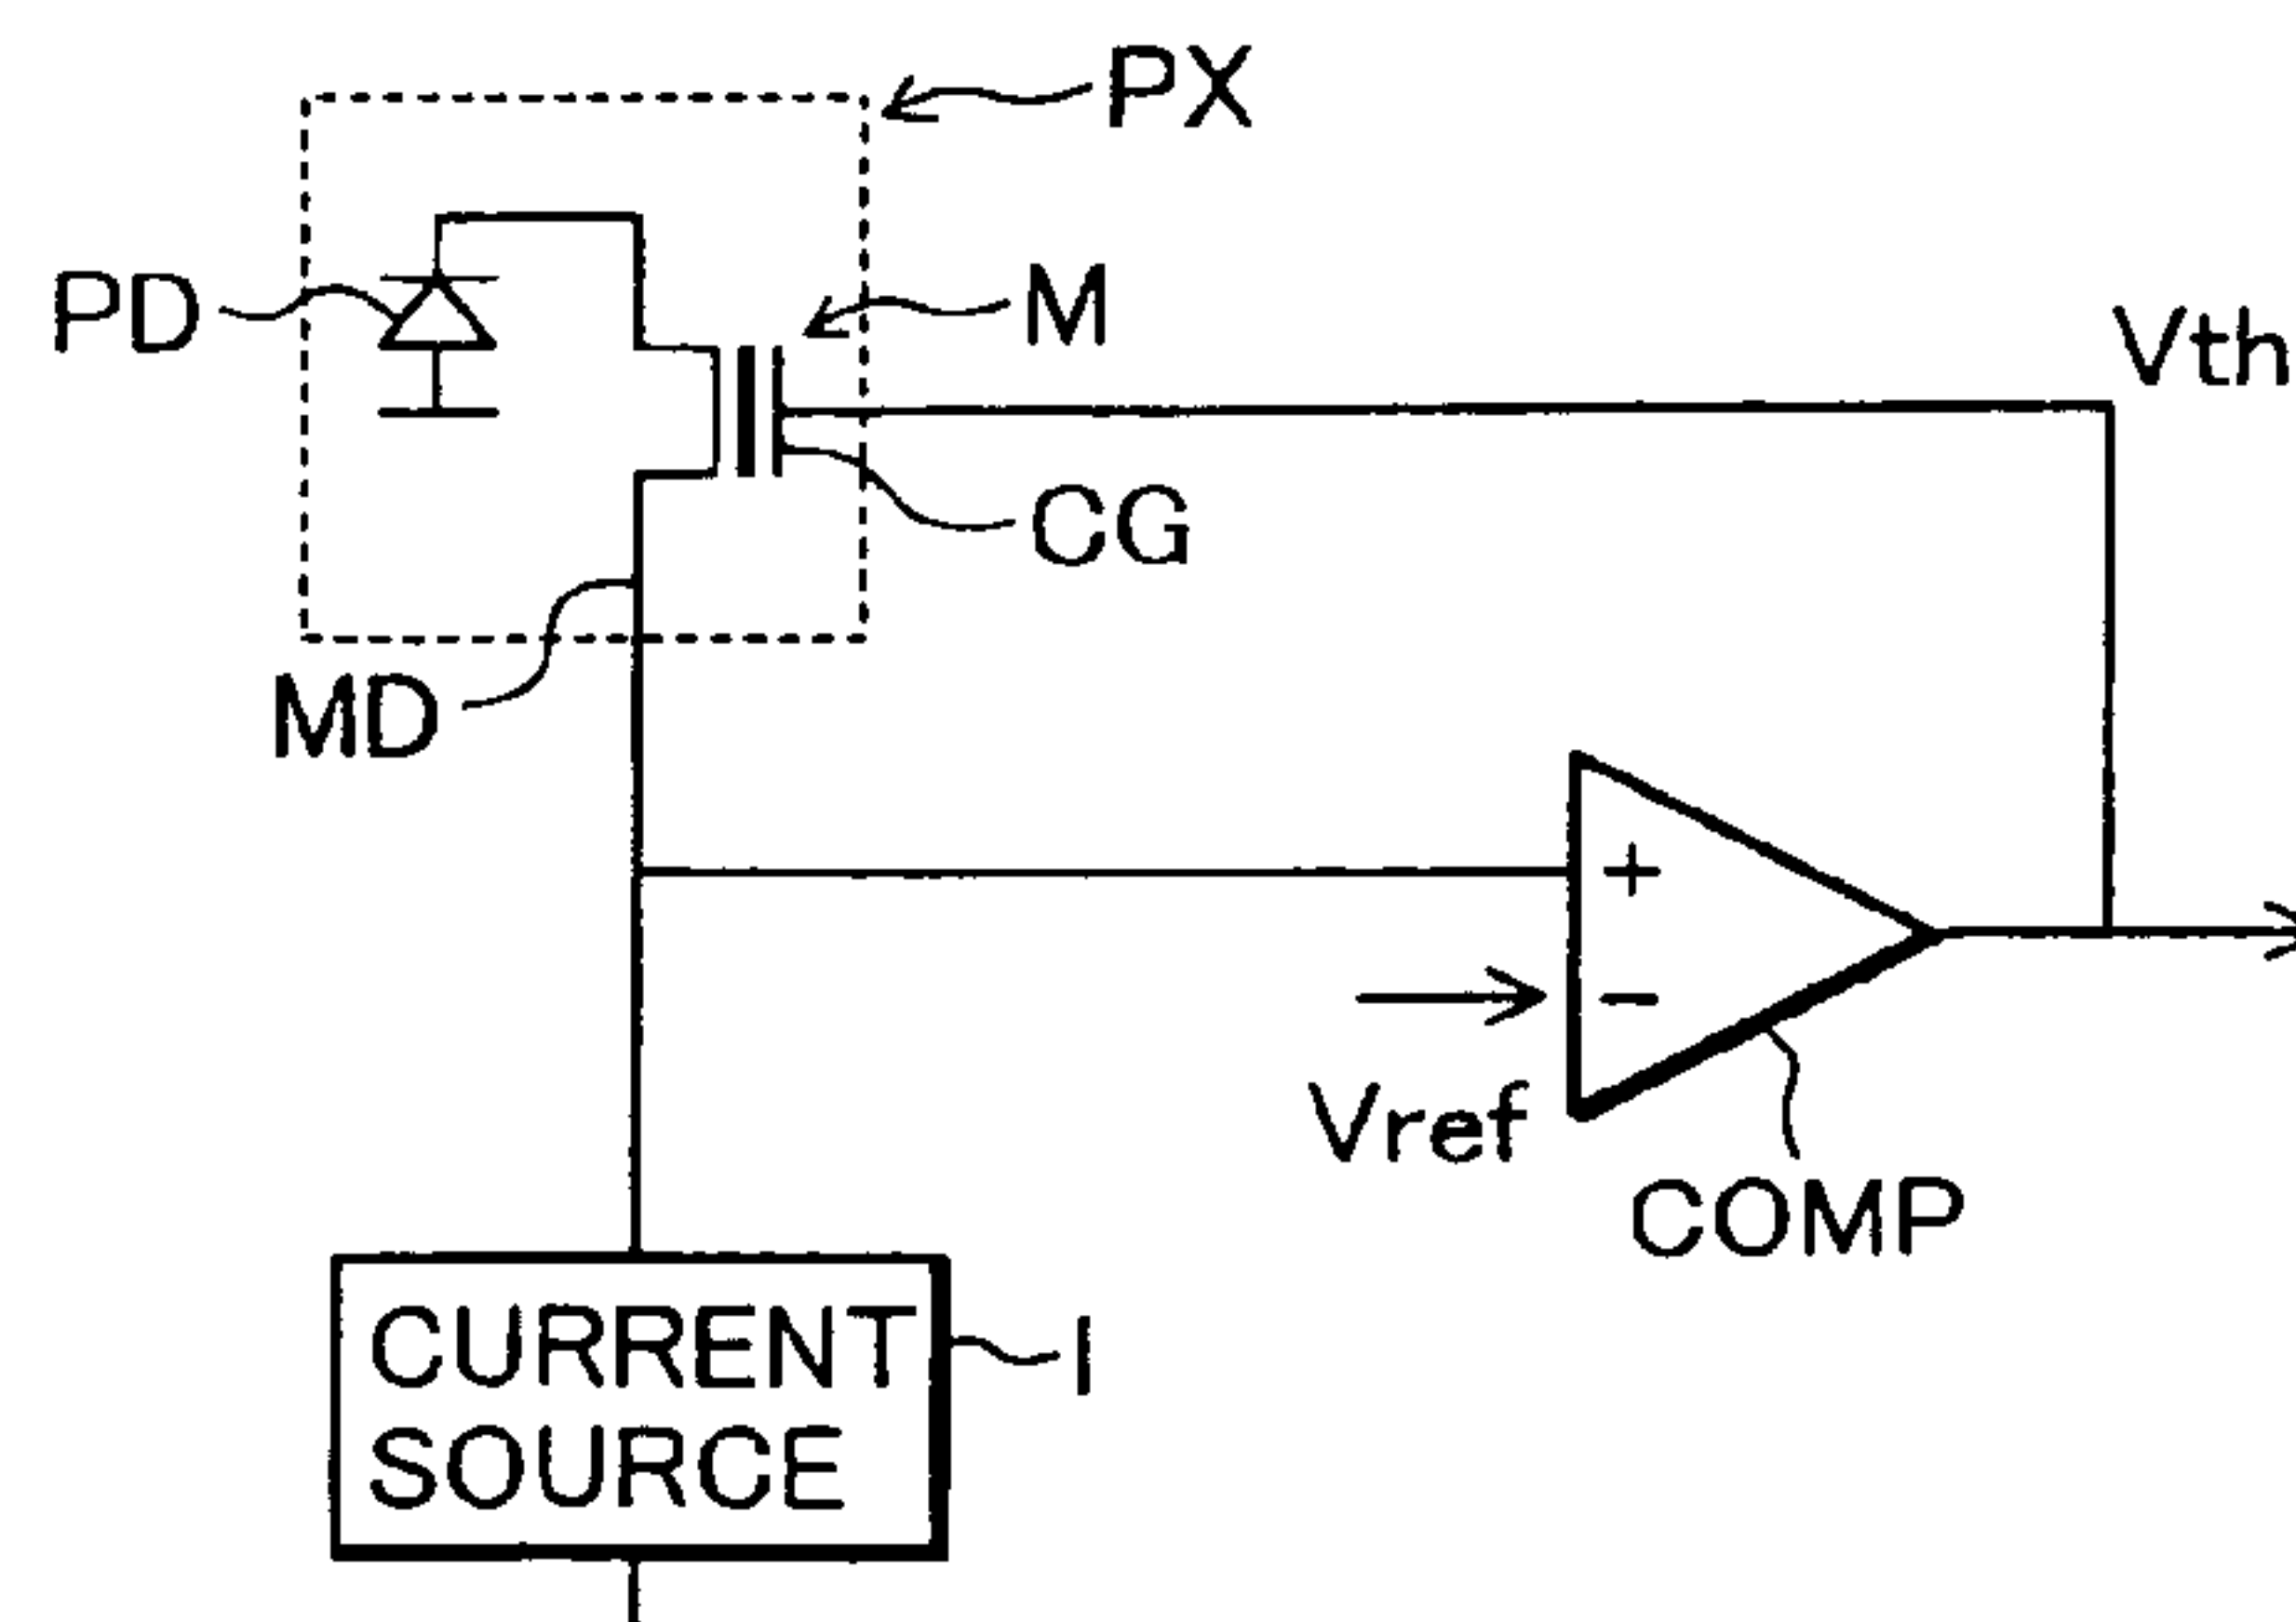 PX
PD
M
Vth
CG
MD
+
−
Vref
COMP
CURRENT
SOURCE
I